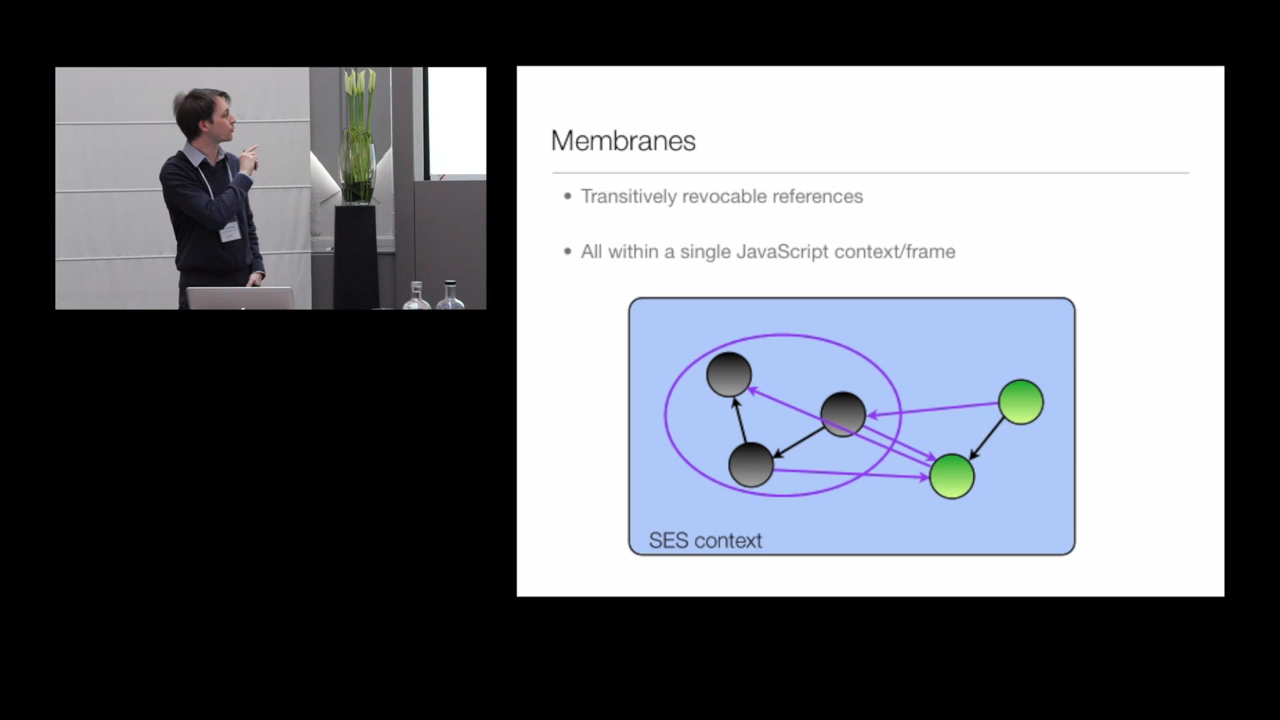 Membranes
• Transitively revocable references
• All within a single JavaScript context/frame
SES context